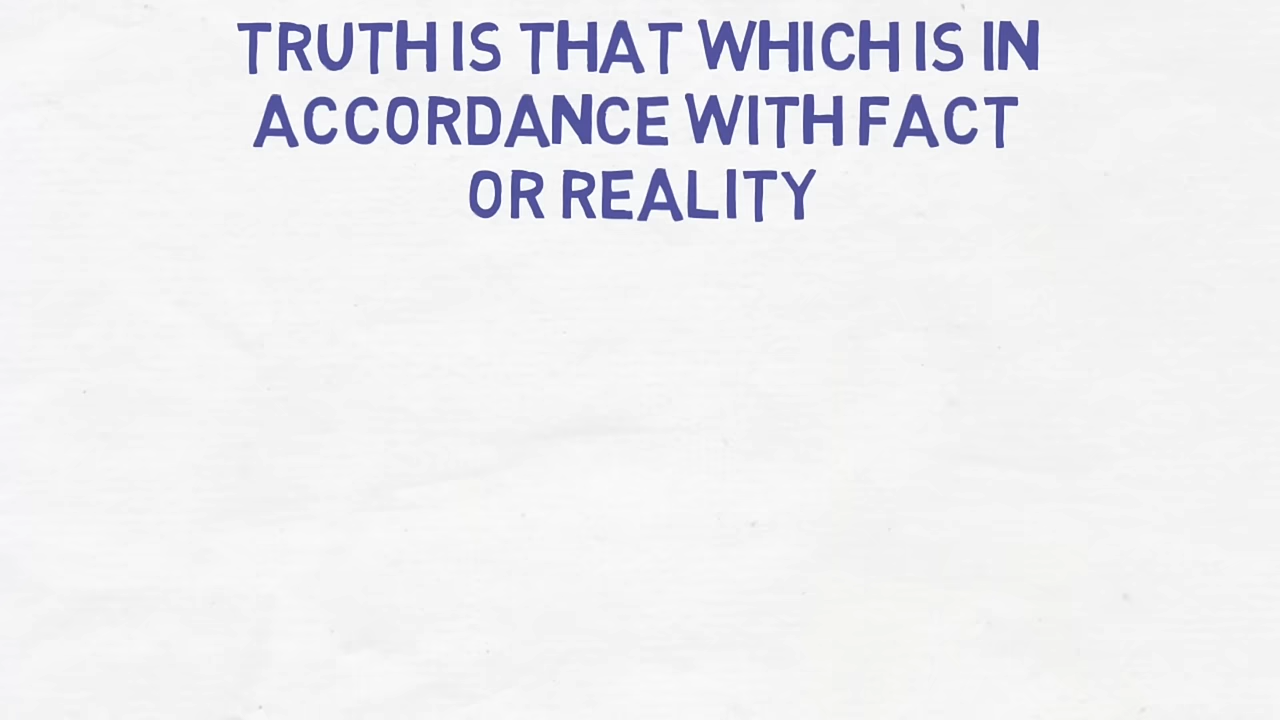 TRUTH IS THAT WHICH IS IN
ACCORDANCE WITH FACT
OR REALITY